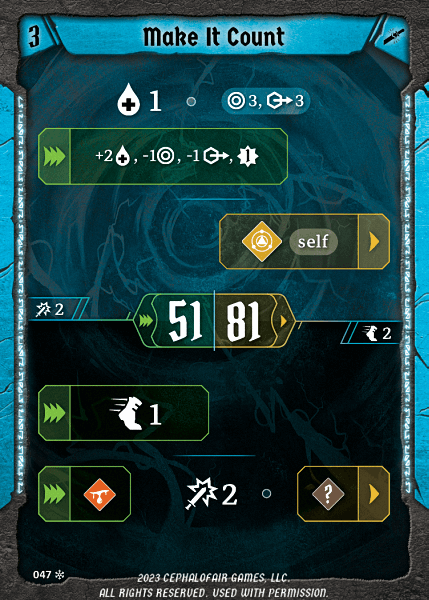 3 Make It Count
1 3, 3
+2 , -1 , -1 , 1
self
2 51 81 2
1
2 ?
047
2023 CEPHALOFAIR GAMES, LLC.
ALL RIGHTS RESERVED. USED WITH PERMISSION.